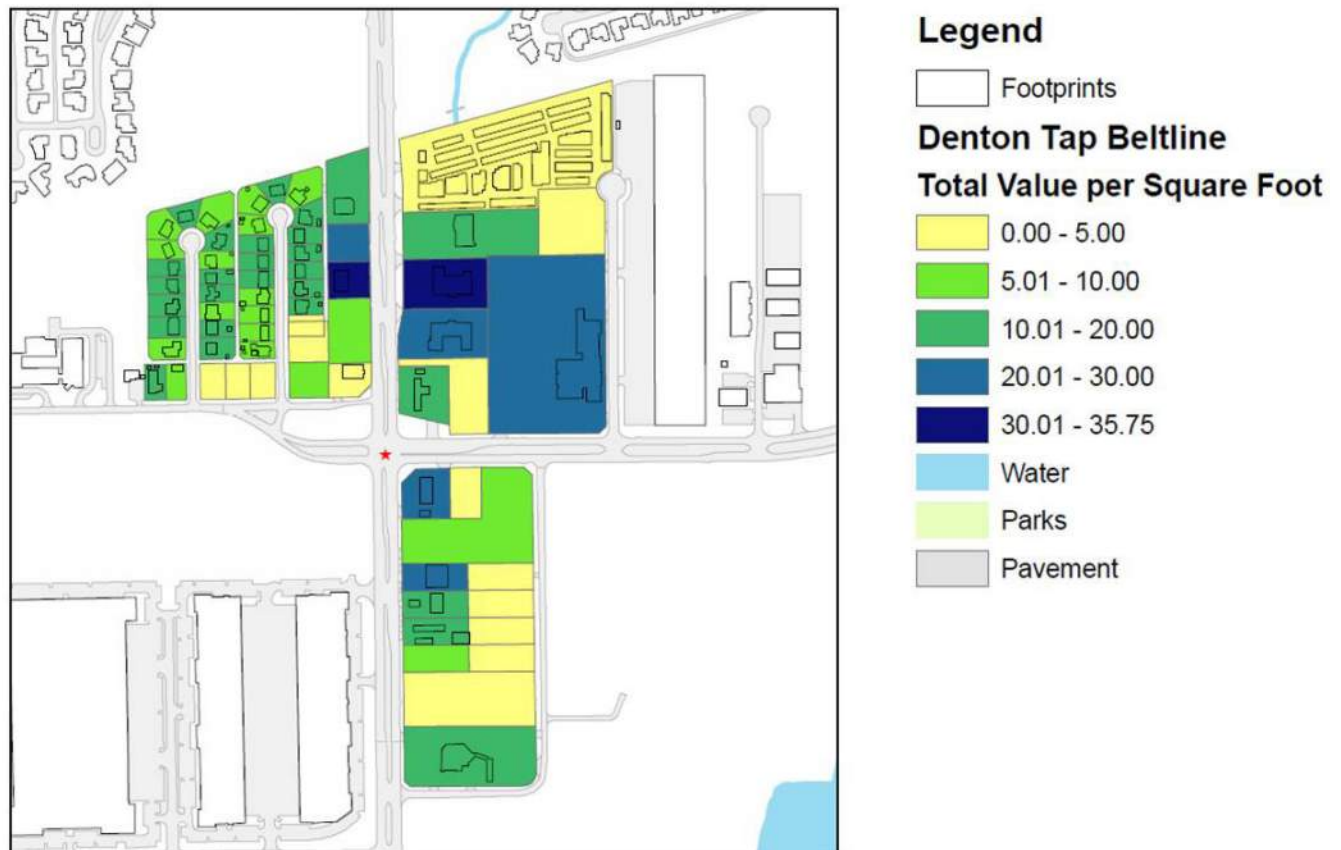 Legend
Footprints
Denton Tap Beltline
Total Value per Square Foot
0.00 - 5.00
5.01 - 10.00
10.01 - 20.00
20.01 - 30.00
30.01 - 35.75
Water
Parks
Pavement